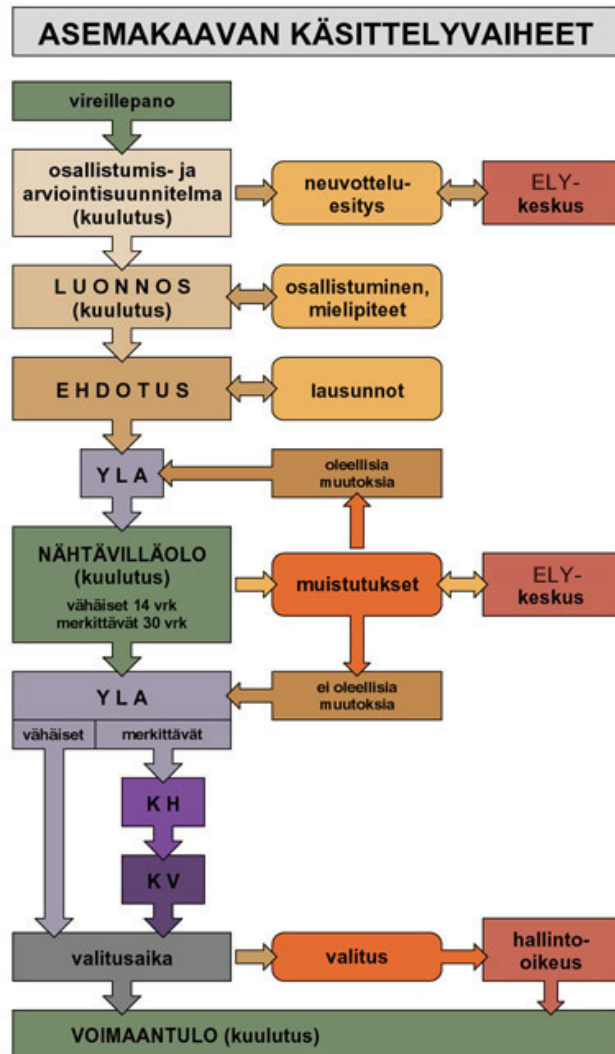 ASEMAKAAVAN KÄSITTELYVAIHEET
vireillepano
osallistumis- ja
arviointisuunnitelma
(kuulutus)
neuvottelu-
esitys
ELY-
keskus
LUONNOS
(kuulutus)
osallistuminen,
mielipiteet
EHDOTUS
lausunnot
YLA
oleellisia
muutoksia
NÄHTÄVILLÄOLO
(kuulutus)
vähäiset 14 vrk
merkittävät 30 vrk
muistutukset
ELY-
keskus
YLA
ei oleellisia
muutoksia
vähäiset
merkittävät
KH
KV
valitusaika
valitus
hallinto-
oikeus
VOIMAANTULO (kuulutus)